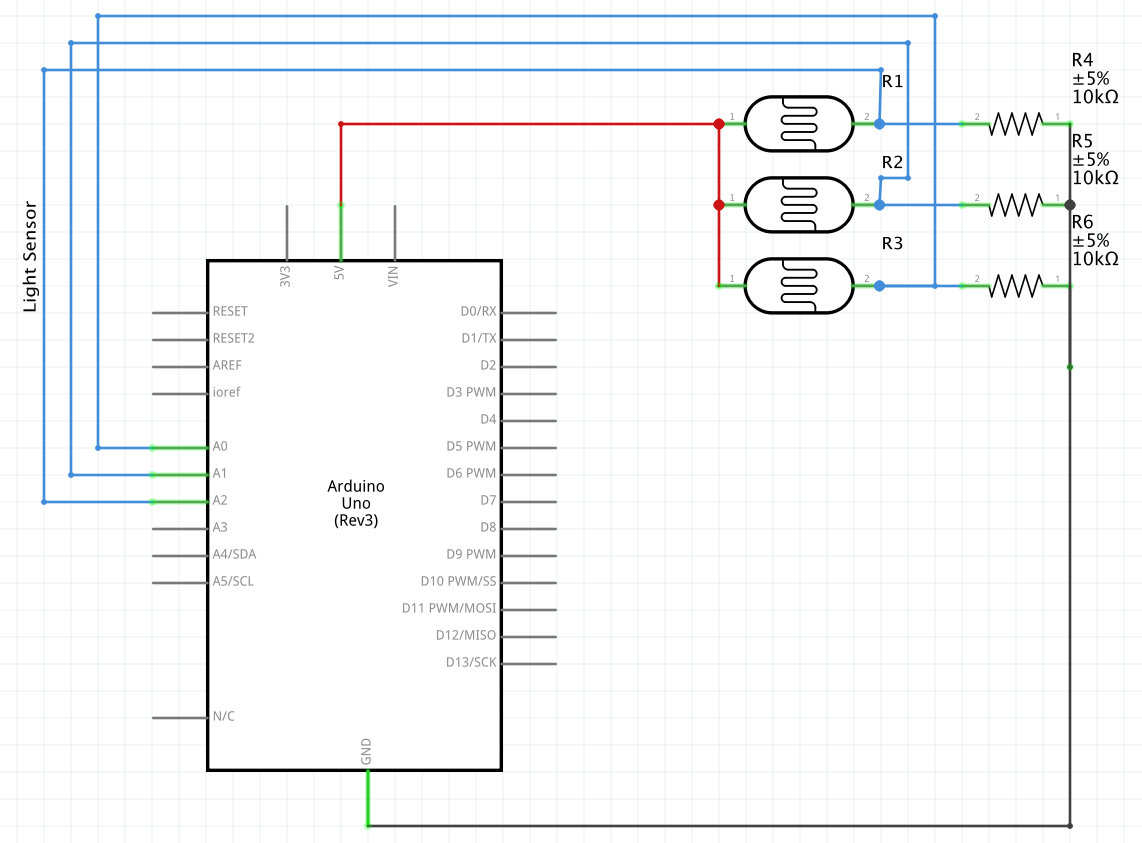 R4
±5%
10kΩ
R1
1
2
2
1
R5
±5%
10kΩ
R2
1
2
2
1
R6
±5%
10kΩ
R3
1
2
2
1
Light Sensor
3V3
5V
VIN
RESET
RESET2
AREF
ioref
A0
A1
A2
A3
A4/SDA
A5/SCL
N/C
Arduino
Uno
(Rev3)
D0/RX
D1/TX
D2
D3 PWM
D4
D5 PWM
D6 PWM
D7
D8
D9 PWM
D10 PWM/SS
D11 PWM/MOSI
D12/MISO
D13/SCK
GND